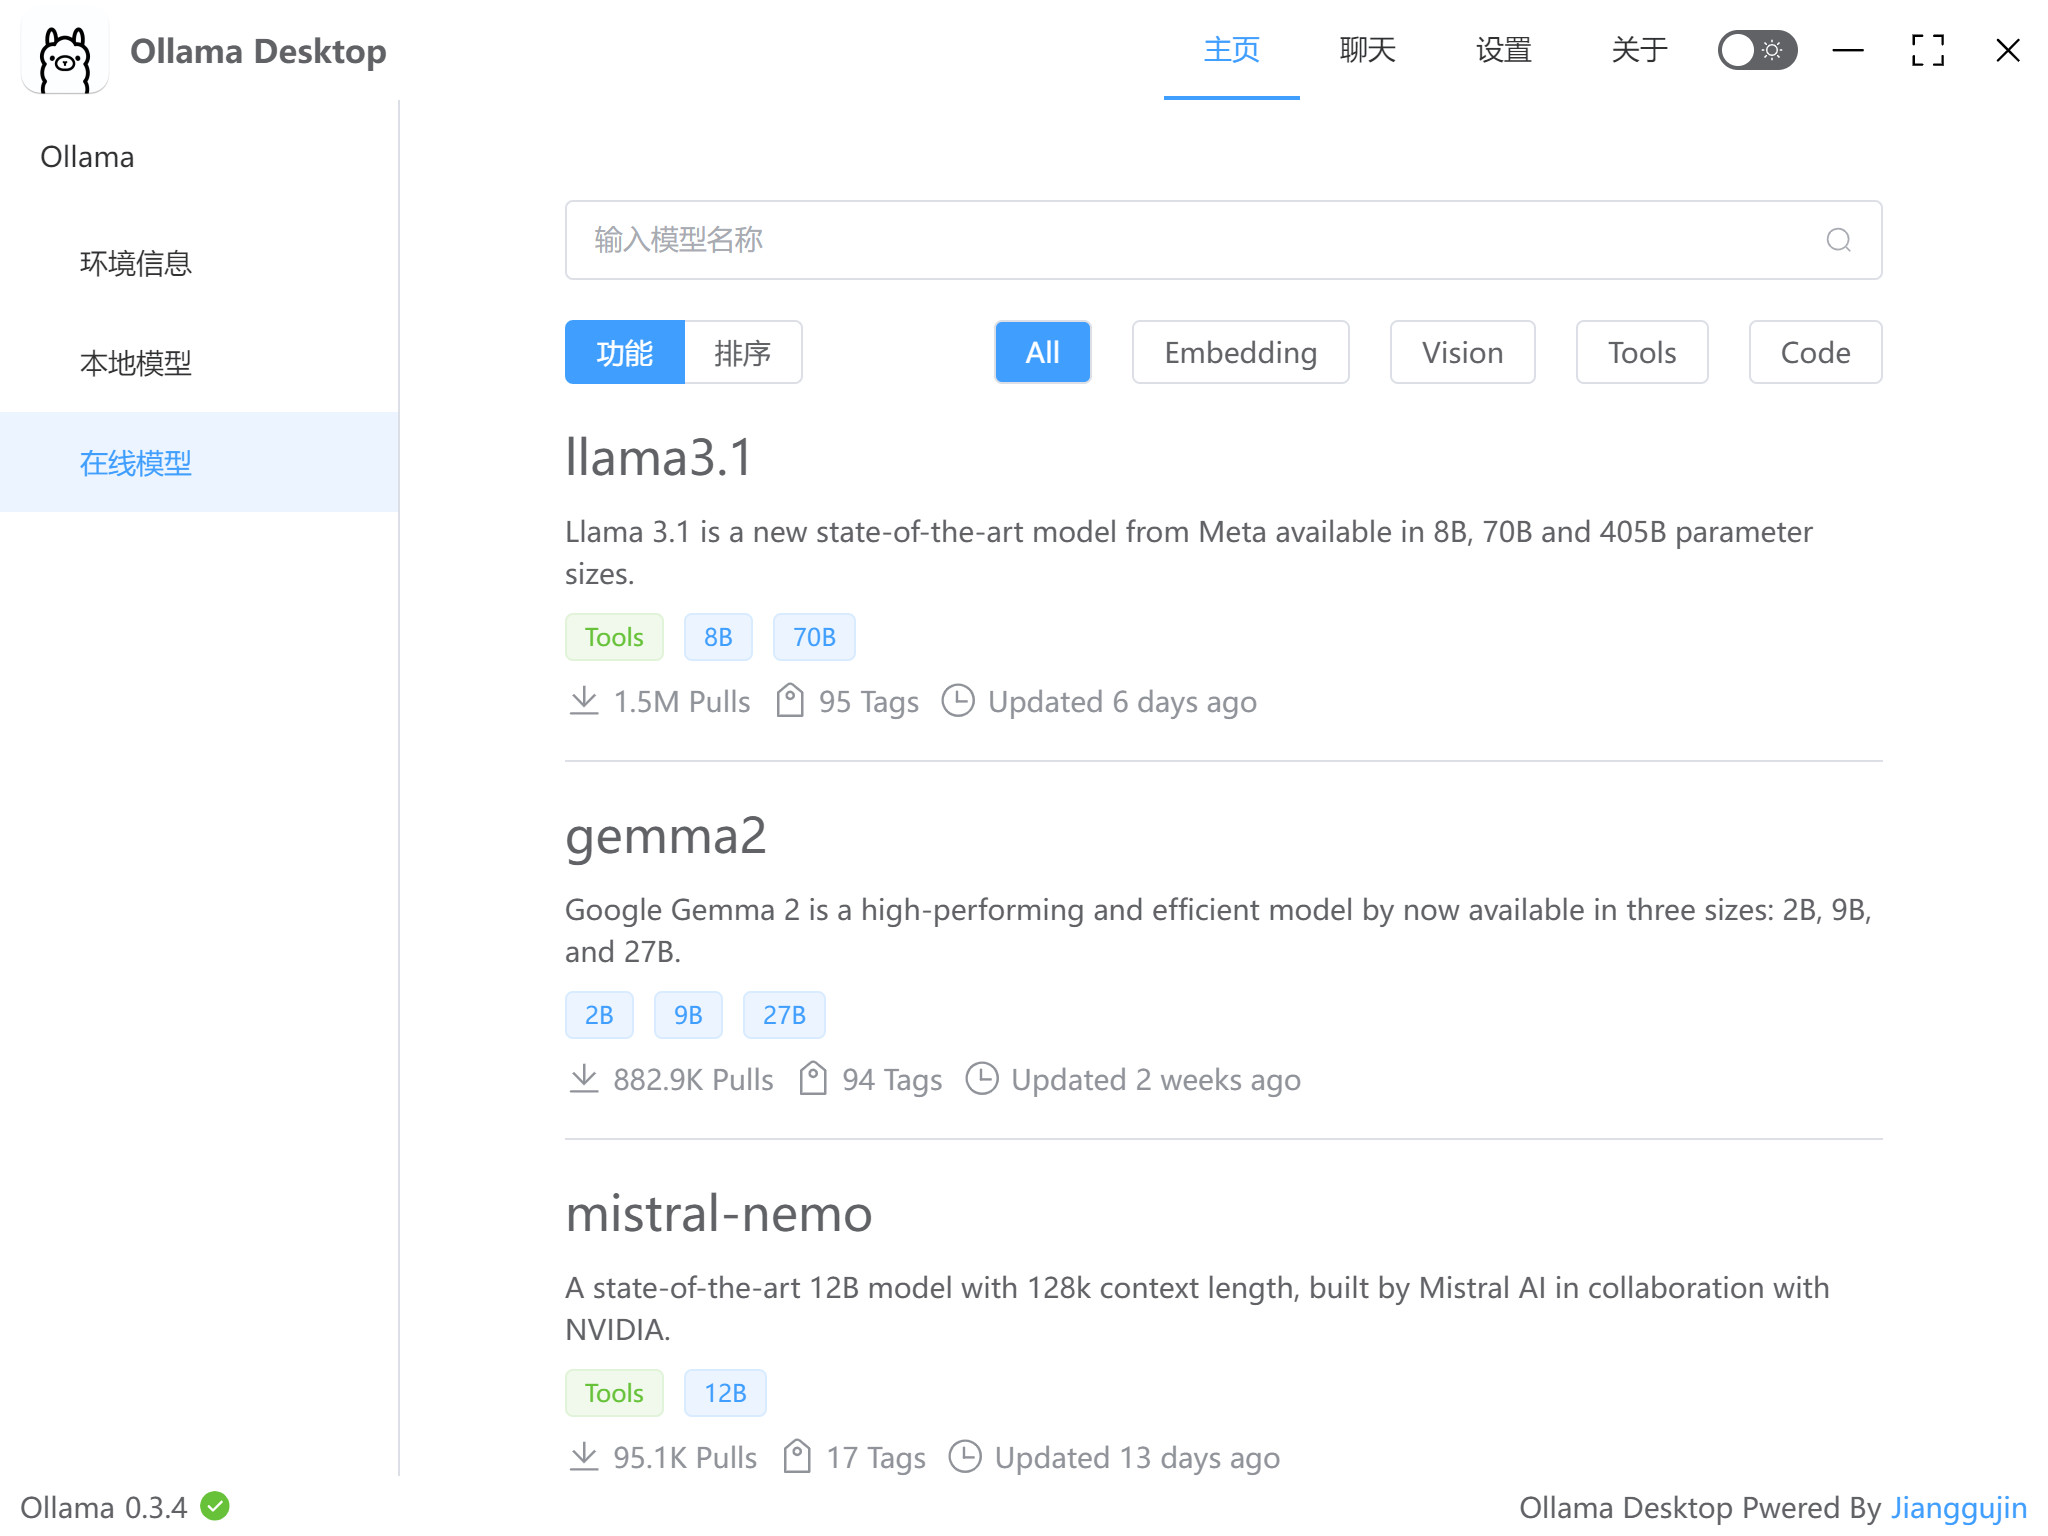 Ollama Desktop
主页
聊天
设置
关于
Ollama
环境信息
本地模型
在线模型
输入模型名称
功能
排序
All
Embedding
Vision
Tools
Code
llama3.1
Llama 3.1 is a new state-of-the-art model from Meta available in 8B, 70B and 405B parameter
sizes.
Tools
8B
70B
1.5M Pulls
95 Tags
Updated 6 days ago
gemma2
Google Gemma 2 is a high-performing and efficient model by now available in three sizes: 2B, 9B,
and 27B.
2B
9B
27B
882.9K Pulls
94 Tags
Updated 2 weeks ago
mistral-nemo
A state-of-the-art 12B model with 128k context length, built by Mistral AI in collaboration with
NVIDIA.
Tools
12B
95.1K Pulls
17 Tags
Updated 13 days ago
Ollama 0.3.4
Ollama Desktop Pwered By Jianggujin